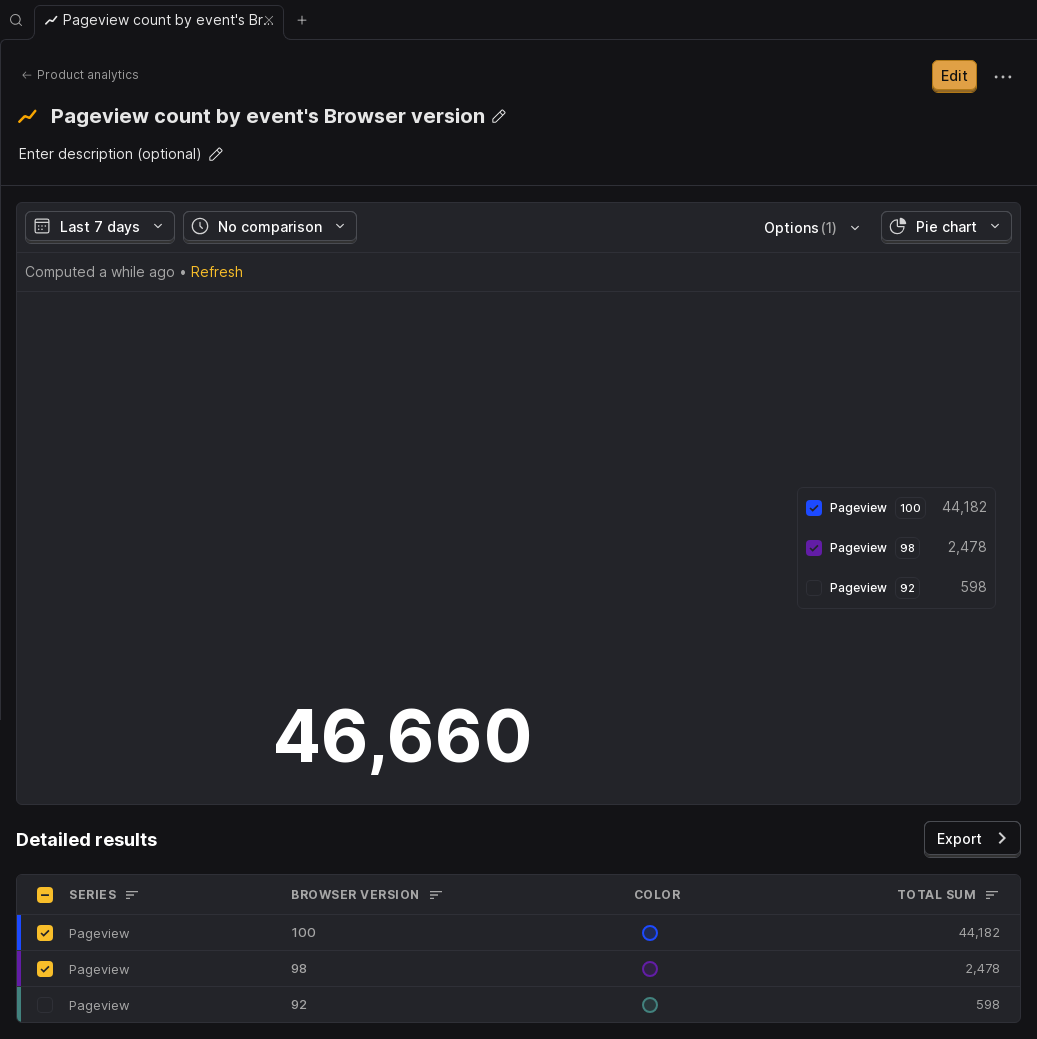 Pageview count by event's Br...
Product analytics
Edit
Pageview count by event's Browser version
Enter description (optional)
Last 7 days
No comparison
Options (1)
Pie chart
Computed a while ago • Refresh
Pageview 100 44,182
Pageview 98 2,478
Pageview 92 598
46,660
Detailed results
Export
SERIES BROWSER VERSION COLOR TOTAL SUM
Pageview 100 44,182
Pageview 98 2,478
Pageview 92 598